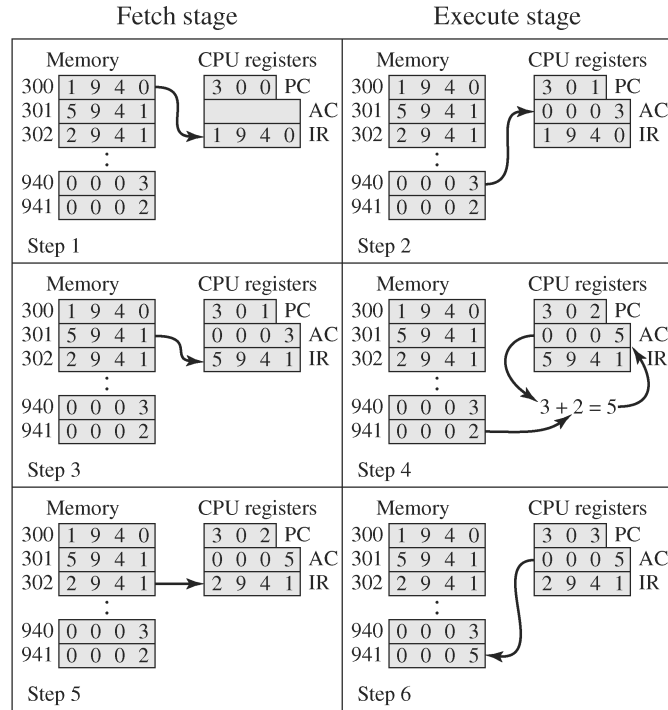 Fetch stage Execute stage
Memory CPU registers
300 1 9 4 0 3 0 0 PC
301 5 9 4 1 AC
302 2 9 4 1 1 9 4 0 IR
940 0 0 0 3
941 0 0 0 2
Step 1
Memory CPU registers
300 1 9 4 0 3 0 1 PC
301 5 9 4 1 0 0 0 3 AC
302 2 9 4 1 1 9 4 0 IR
940 0 0 0 3
941 0 0 0 2
Step 2
Memory CPU registers
300 1 9 4 0 3 0 1 PC
301 5 9 4 1 0 0 0 3 AC
302 2 9 4 1 5 9 4 1 IR
940 0 0 0 3
941 0 0 0 2
Step 3
Memory CPU registers
300 1 9 4 0 3 0 2 PC
301 5 9 4 1 0 0 0 5 AC
302 2 9 4 1 5 9 4 1 IR
940 0 0 0 3 3 + 2 = 5
941 0 0 0 2
Step 4
Memory CPU registers
300 1 9 4 0 3 0 2 PC
301 5 9 4 1 0 0 0 5 AC
302 2 9 4 1 2 9 4 1 IR
940 0 0 0 3
941 0 0 0 2
Step 5
Memory CPU registers
300 1 9 4 0 3 0 3 PC
301 5 9 4 1 0 0 0 5 AC
302 2 9 4 1 2 9 4 1 IR
940 0 0 0 3
941 0 0 0 5
Step 6